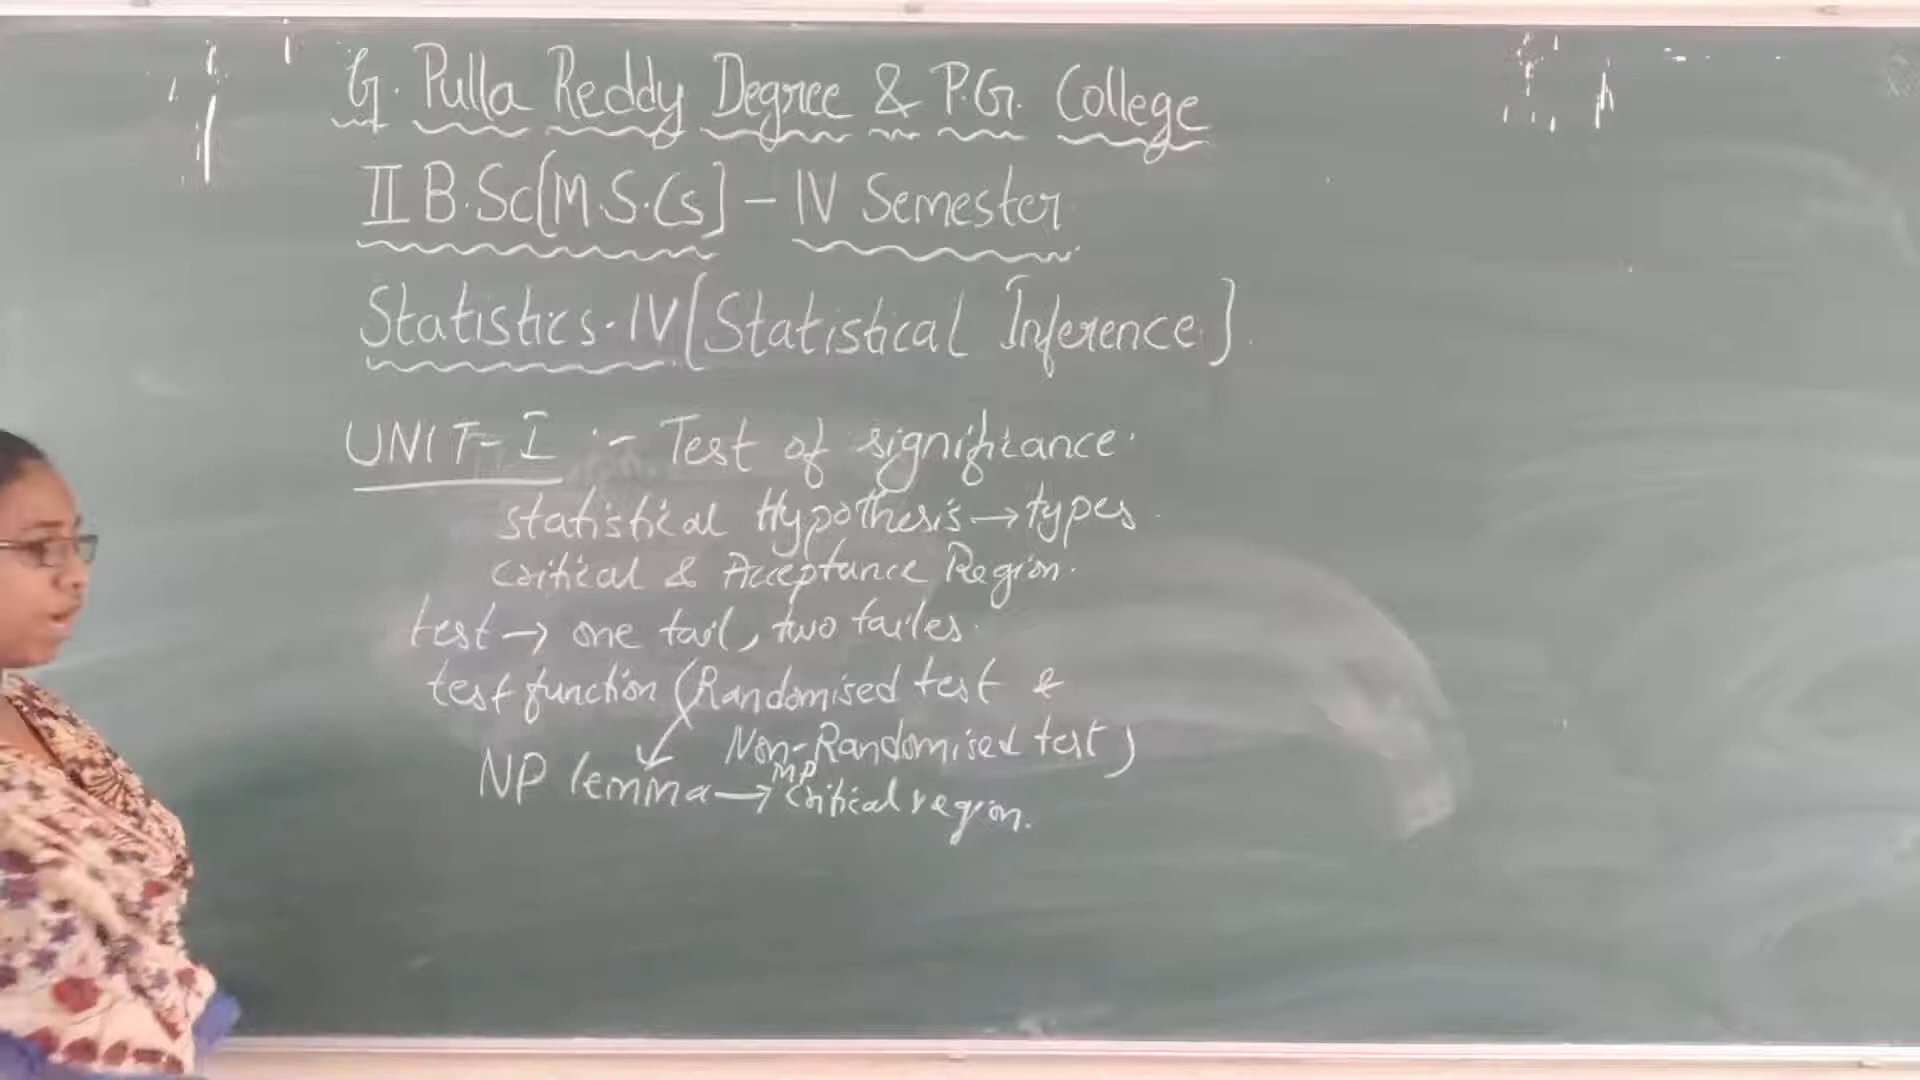 G. Pulla Reddy Degree & P.G. College
II B.Sc[M.S.Cs] - IV Semester
Statistics-IV[Statistical Inference].
UNIT-I :- Test of significance.
statistical Hypothesis → types.
critical & Acceptance Region.
test → one tail, two tailes.
test function (Randomised test &
Non-Randomised test)
NP lemma → MP critical region.